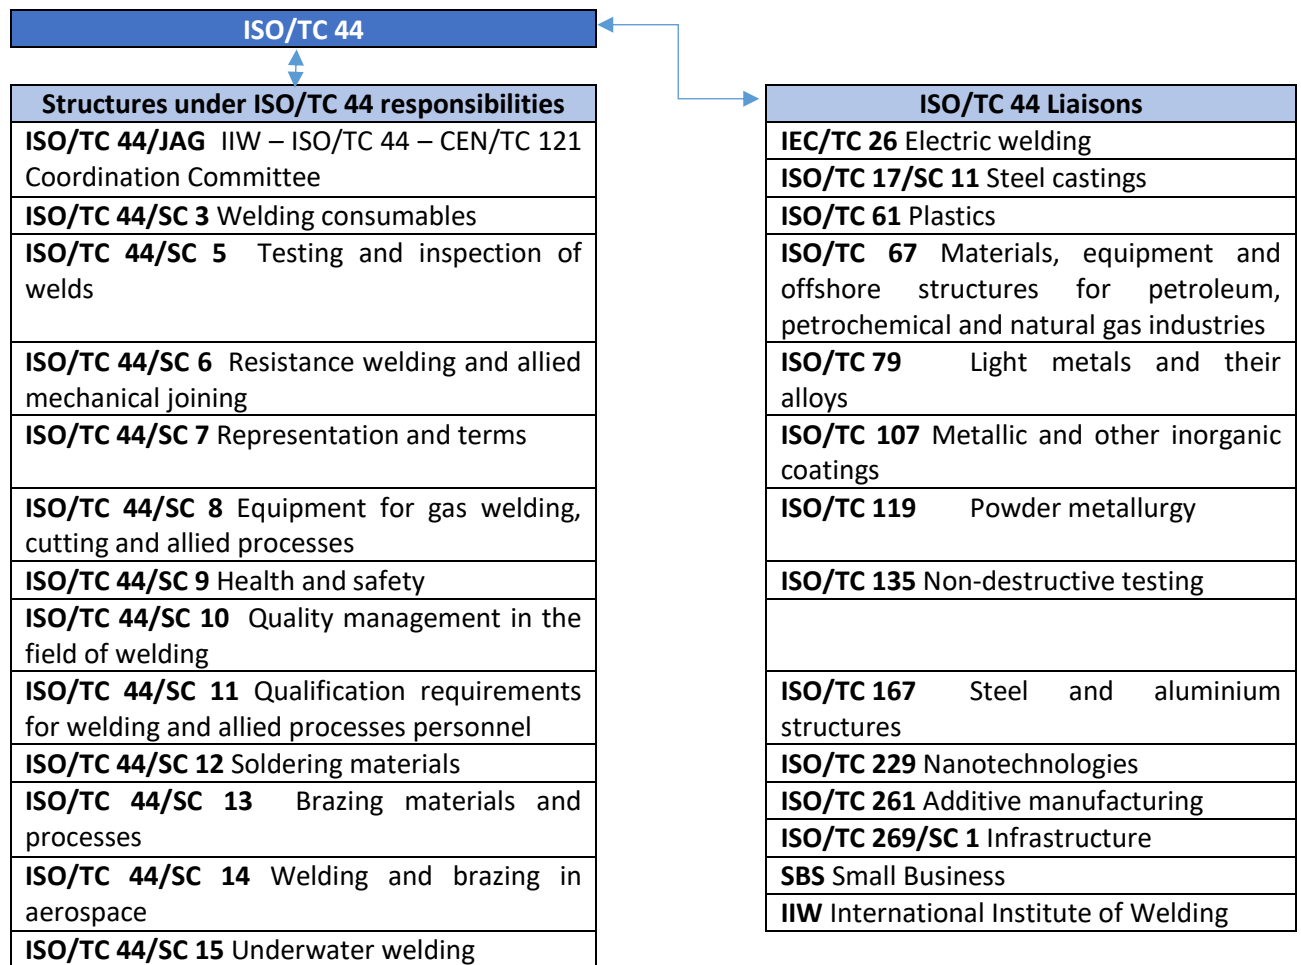 ISO/TC 44
Structures under ISO/TC 44 responsibilities
ISO/TC 44/JAG IIW – ISO/TC 44 – CEN/TC 121
Coordination Committee
ISO/TC 44/SC 3 Welding consumables
ISO/TC 44/SC 5 Testing and inspection of
welds
ISO/TC 44/SC 6 Resistance welding and allied
mechanical joining
ISO/TC 44/SC 7 Representation and terms
ISO/TC 44/SC 8 Equipment for gas welding,
cutting and allied processes
ISO/TC 44/SC 9 Health and safety
ISO/TC 44/SC 10 Quality management in the
field of welding
ISO/TC 44/SC 11 Qualification requirements
for welding and allied processes personnel
ISO/TC 44/SC 12 Soldering materials
ISO/TC 44/SC 13 Brazing materials and
processes
ISO/TC 44/SC 14 Welding and brazing in
aerospace
ISO/TC 44/SC 15 Underwater welding
ISO/TC 44 Liaisons
IEC/TC 26 Electric welding
ISO/TC 17/SC 11 Steel castings
ISO/TC 61 Plastics
ISO/TC 67 Materials, equipment and
offshore structures for petroleum,
petrochemical and natural gas industries
ISO/TC 79 Light metals and their
alloys
ISO/TC 107 Metallic and other inorganic
coatings
ISO/TC 119 Powder metallurgy
ISO/TC 135 Non-destructive testing
ISO/TC 167 Steel and aluminium
structures
ISO/TC 229 Nanotechnologies
ISO/TC 261 Additive manufacturing
ISO/TC 269/SC 1 Infrastructure
SBS Small Business
IIW International Institute of Welding